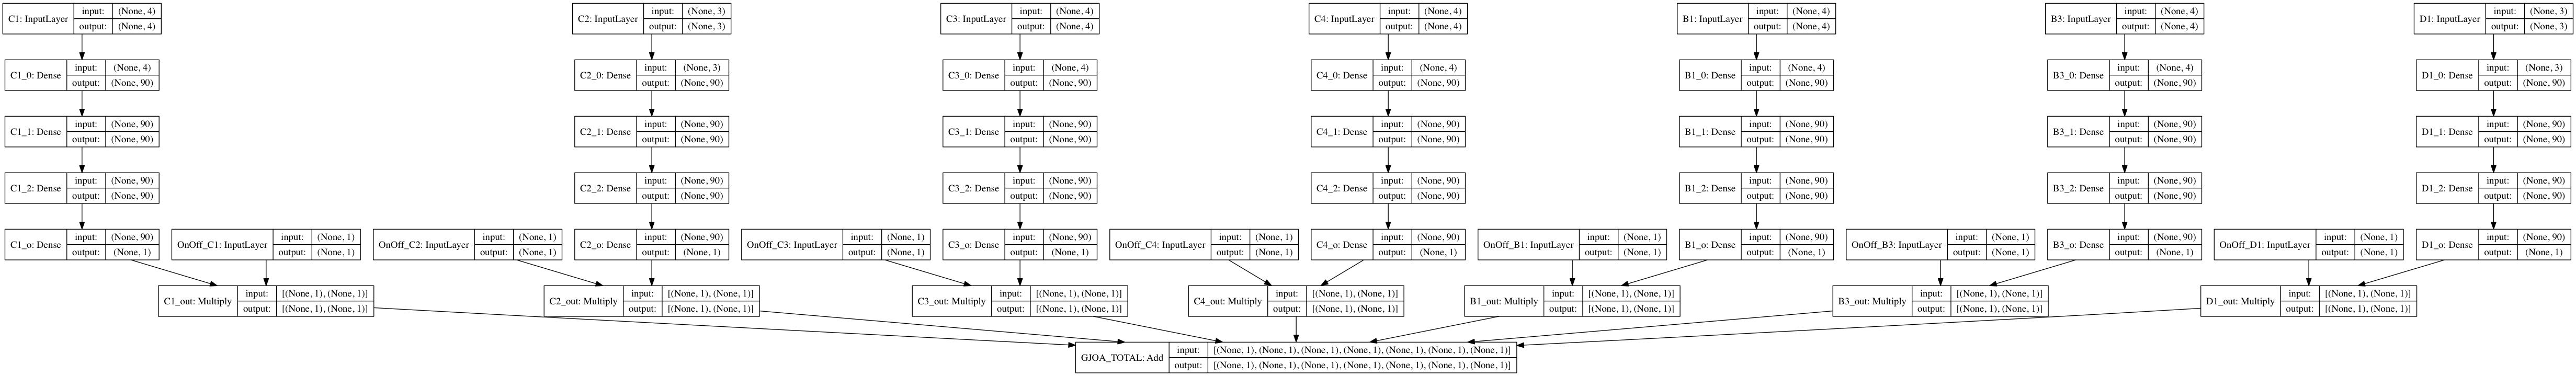 C1: InputLayer input: (None, 4) output: (None, 4)
C2: InputLayer input: (None, 3) output: (None, 3)
C3: InputLayer input: (None, 4) output: (None, 4)
C4: InputLayer input: (None, 4) output: (None, 4)
B1: InputLayer input: (None, 4) output: (None, 4)
B3: InputLayer input: (None, 4) output: (None, 4)
D1: InputLayer input: (None, 3) output: (None, 3)
C1_0: Dense input: (None, 4) output: (None, 90)
C2_0: Dense input: (None, 3) output: (None, 90)
C3_0: Dense input: (None, 4) output: (None, 90)
C4_0: Dense input: (None, 4) output: (None, 90)
B1_0: Dense input: (None, 4) output: (None, 90)
B3_0: Dense input: (None, 4) output: (None, 90)
D1_0: Dense input: (None, 3) output: (None, 90)
C1_1: Dense input: (None, 90) output: (None, 90)
C2_1: Dense input: (None, 90) output: (None, 90)
C3_1: Dense input: (None, 90) output: (None, 90)
C4_1: Dense input: (None, 90) output: (None, 90)
B1_1: Dense input: (None, 90) output: (None, 90)
B3_1: Dense input: (None, 90) output: (None, 90)
D1_1: Dense input: (None, 90) output: (None, 90)
C1_2: Dense input: (None, 90) output: (None, 90)
C2_2: Dense input: (None, 90) output: (None, 90)
C3_2: Dense input: (None, 90) output: (None, 90)
C4_2: Dense input: (None, 90) output: (None, 90)
B1_2: Dense input: (None, 90) output: (None, 90)
B3_2: Dense input: (None, 90) output: (None, 90)
D1_2: Dense input: (None, 90) output: (None, 90)
C1_o: Dense input: (None, 90) output: (None, 1)
OnOff_C1: InputLayer input: (None, 1) output: (None, 1)
OnOff_C2: InputLayer input: (None, 1) output: (None, 1)
C2_o: Dense input: (None, 90) output: (None, 1)
OnOff_C3: InputLayer input: (None, 1) output: (None, 1)
C3_o: Dense input: (None, 90) output: (None, 1)
OnOff_C4: InputLayer input: (None, 1) output: (None, 1)
C4_o: Dense input: (None, 90) output: (None, 1)
OnOff_B1: InputLayer input: (None, 1) output: (None, 1)
B1_o: Dense input: (None, 90) output: (None, 1)
OnOff_B3: InputLayer input: (None, 1) output: (None, 1)
B3_o: Dense input: (None, 90) output: (None, 1)
OnOff_D1: InputLayer input: (None, 1) output: (None, 1)
D1_o: Dense input: (None, 90) output: (None, 1)
C1_out: Multiply input: [(None, 1), (None, 1)] output: [(None, 1), (None, 1)]
C2_out: Multiply input: [(None, 1), (None, 1)] output: [(None, 1), (None, 1)]
C3_out: Multiply input: [(None, 1), (None, 1)] output: [(None, 1), (None, 1)]
C4_out: Multiply input: [(None, 1), (None, 1)] output: [(None, 1), (None, 1)]
B1_out: Multiply input: [(None, 1), (None, 1)] output: [(None, 1), (None, 1)]
B3_out: Multiply input: [(None, 1), (None, 1)] output: [(None, 1), (None, 1)]
D1_out: Multiply input: [(None, 1), (None, 1)] output: [(None, 1), (None, 1)]
GJOA_TOTAL: Add input: [(None, 1), (None, 1), (None, 1), (None, 1), (None, 1), (None, 1), (None, 1)] output: [(None, 1), (None, 1), (None, 1), (None, 1), (None, 1), (None, 1), (None, 1)]